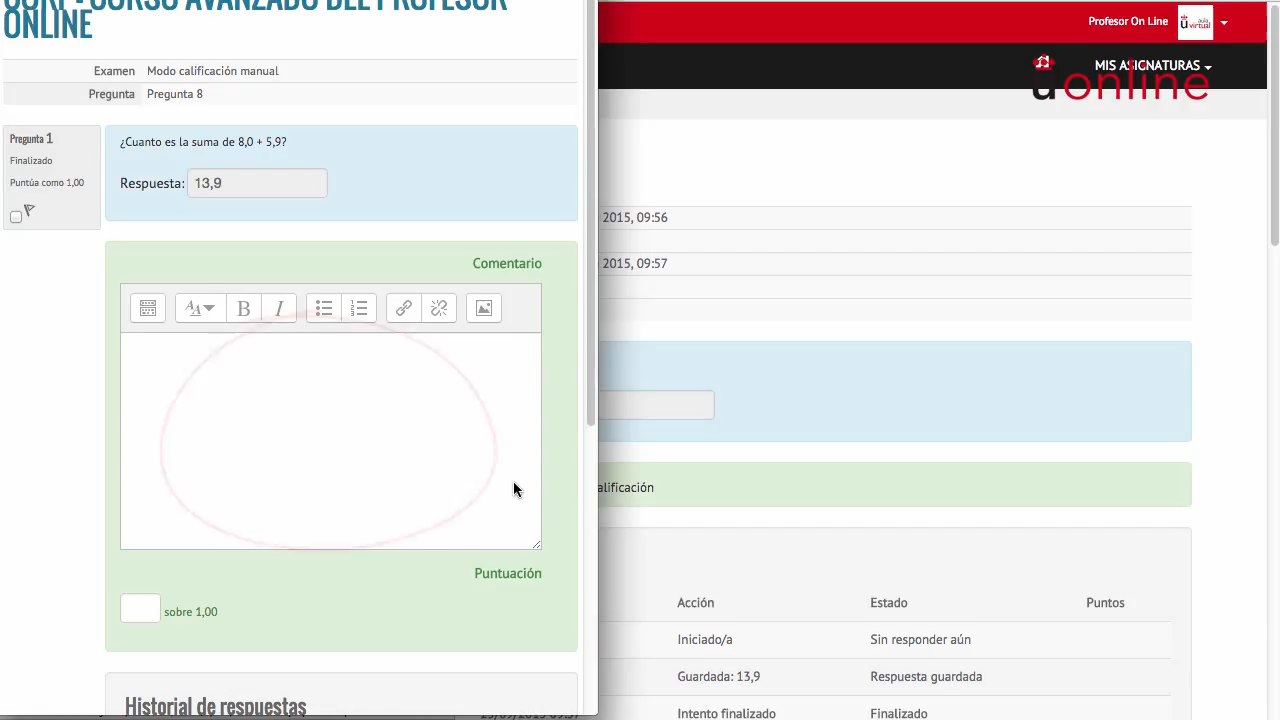 ONLINE
Examen Modo calificación manual
Pregunta Pregunta 8
Pregunta 1
Finalizado
Puntúa como 1,00
¿Cuanto es la suma de 8,0 + 5,9?
Respuesta: 13,9
Comentario
Puntuación
sobre 1,00
Historial de respuestas
Profesor On Line
aula virtual
MIS ASIGNATURAS
u online
2015, 09:56
2015, 09:57
alificación
Acción Estado Puntos
Iniciado/a Sin responder aún
Guardada: 13,9 Respuesta guardada
Intento finalizado Finalizado